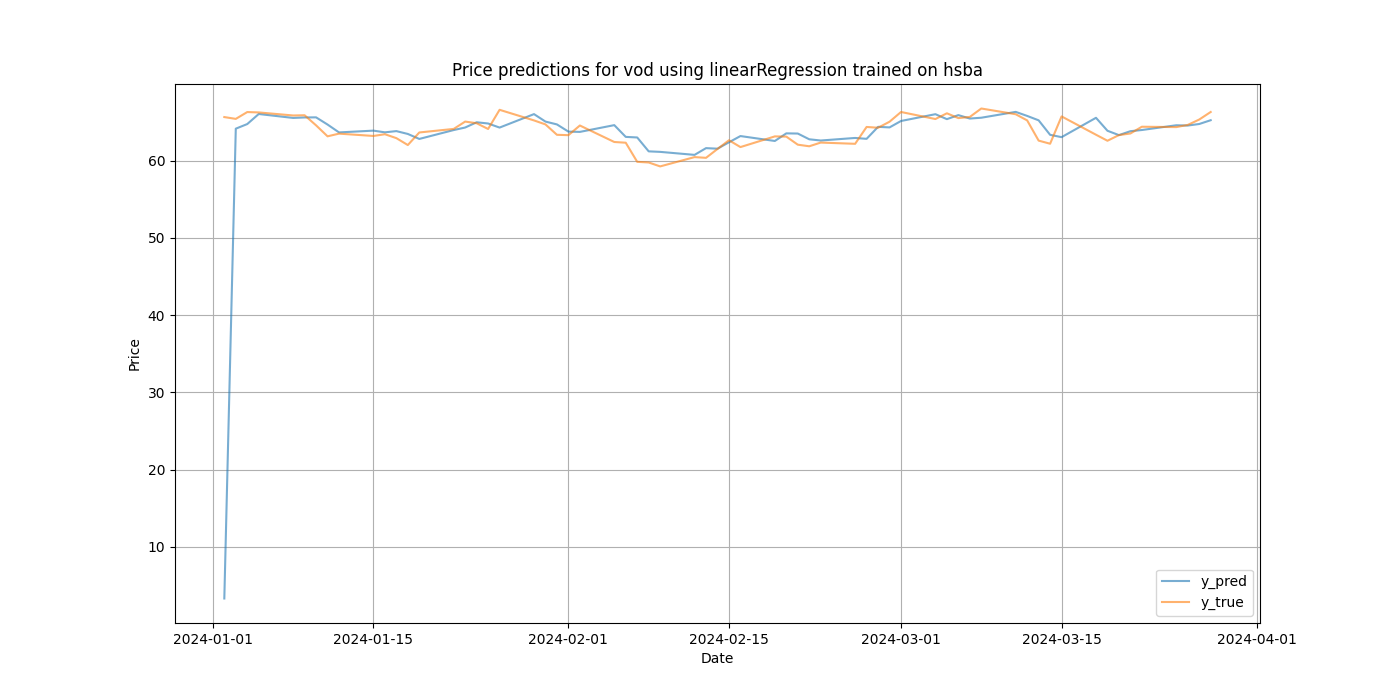 Price predictions for vod using linearRegression trained on hsba
Price
60
50
40
30
20
10
y_pred
y_true
2024-01-01 2024-01-15 2024-02-01 2024-02-15 2024-03-01 2024-03-15 2024-04-01
Date